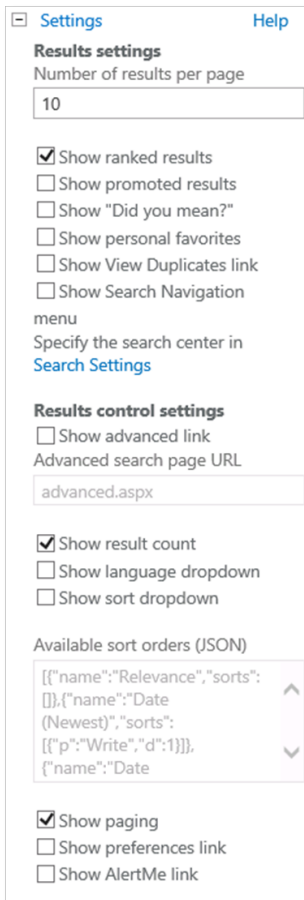 Settings Help
Results settings
Number of results per page
10
Show ranked results
Show promoted results
Show "Did you mean?"
Show personal favorites
Show View Duplicates link
Show Search Navigation
menu
Specify the search center in
Search Settings
Results control settings
Show advanced link
Advanced search page URL
advanced.aspx
Show result count
Show language dropdown
Show sort dropdown
Available sort orders (JSON)
[{"name":"Relevance","sorts":
[]},{"name":"Date
(Newest)","sorts":
[{"p":"Write","d":1}]},
{"name":"Date
Show paging
Show preferences link
Show AlertMe link